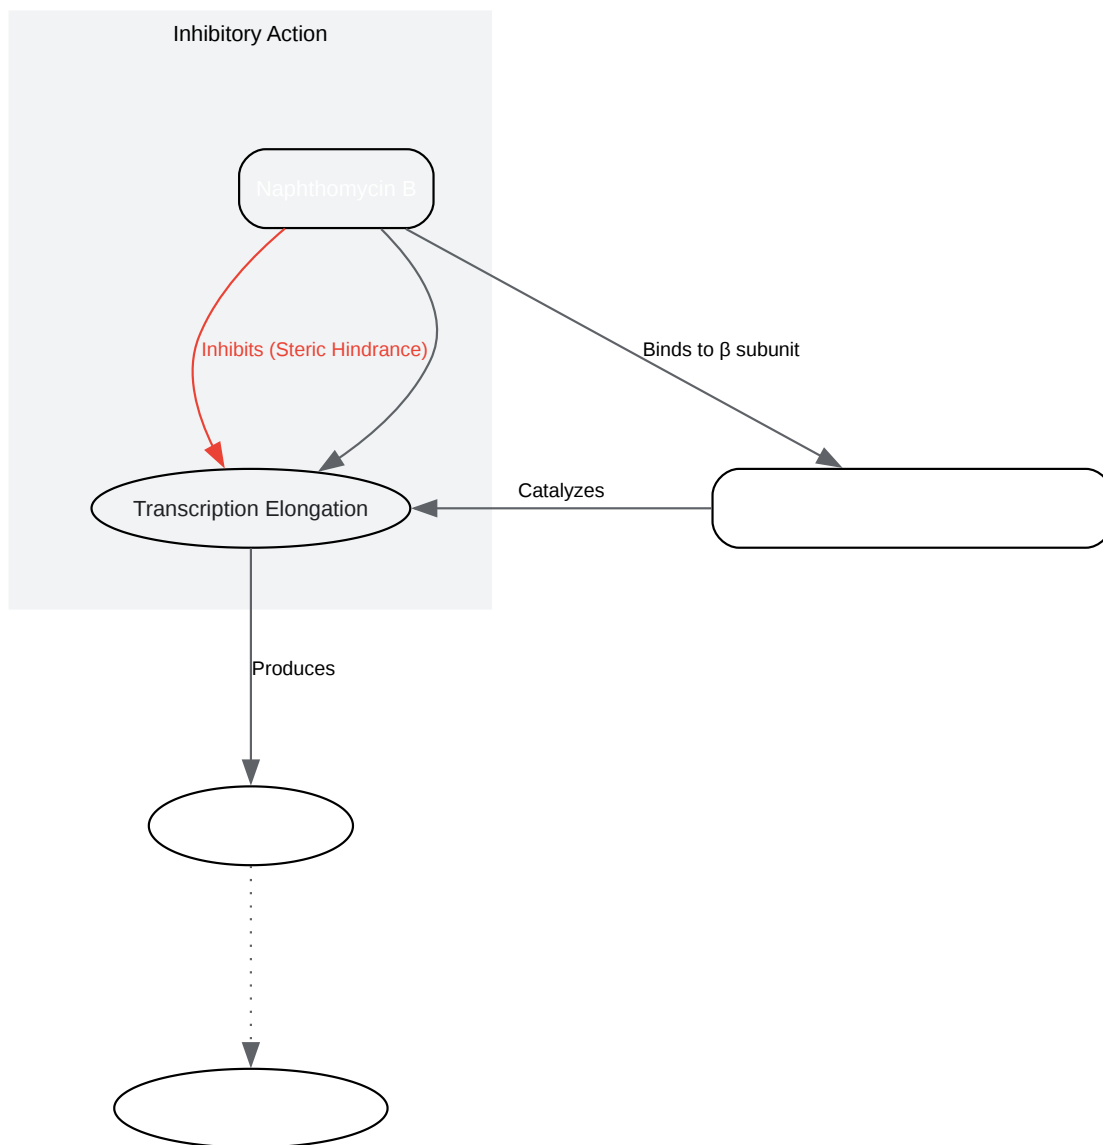 Inhibitory Action
Naphthomycin B
Inhibits (Steric Hindrance)
Binds to β subunit
Transcription Elongation
Catalyzes
Produces